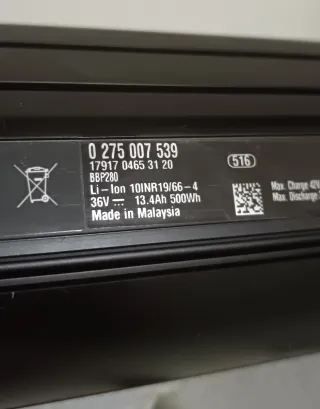 0 275 007 539
17917 0465 31 20
BBP280
Li-Ion 10INR19/66-4
36V ⎓ 13.4Ah 500Wh
Made in Malaysia
516
Max. Charge 42V
Max. Discharge